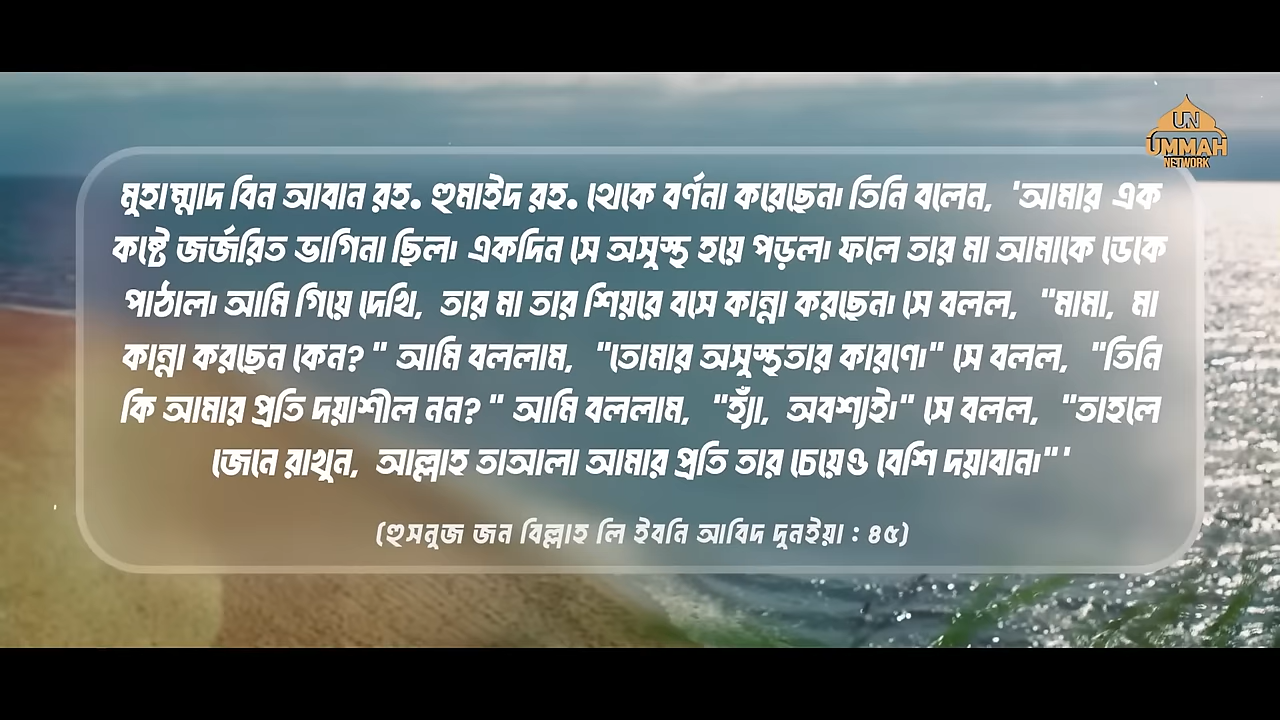 UN
UMMAH
NETWORK
মুহাম্মাদ বিন আবান রহ. হুমাইদ রহ. থেকে বর্ণনা করেছেন। তিনি বলেন, 'আমার এক
কষ্টে জর্জরিত ভাগিনা ছিল। একদিন সে অসুস্থ হয়ে পড়ল। ফলে তার মা আমাকে ডেকে
পাঠাল। আমি গিয়ে দেখি, তার মা তার শিয়রে বসে কান্না করছেন। সে বলল, "মামা, মা
কান্না করছেন কেন? " আমি বললাম, "তোমার অসুস্থতার কারণে।" সে বলল, "তিনি
কি আমার প্রতি দয়াশীল নন? " আমি বললাম, "হ্যাঁ, অবশ্যই।" সে বলল, "তাহলে
জেনে রাখুন, আল্লাহ তাআলা আমার প্রতি তার চেয়েও বেশি দয়াবান।"'
(হুসনুজ জন বিল্লাহ লি ইবনি আবিদ দুনইয়া : ৪৫)